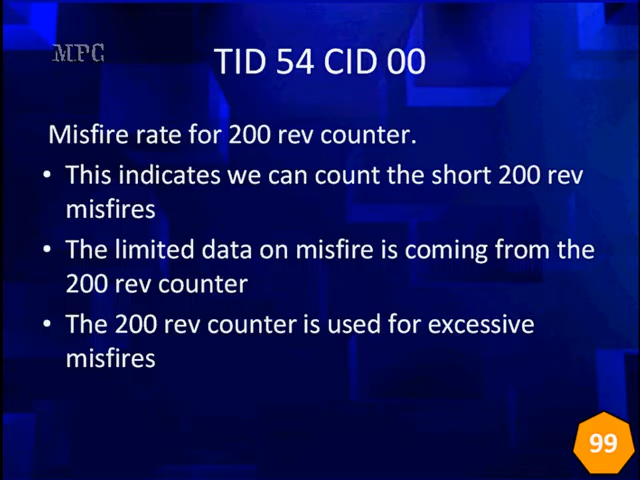 MPC
TID 54 CID 00
Misfire rate for 200 rev counter.
• This indicates we can count the short 200 rev
misfires
• The limited data on misfire is coming from the
200 rev counter
• The 200 rev counter is used for excessive
misfires
99